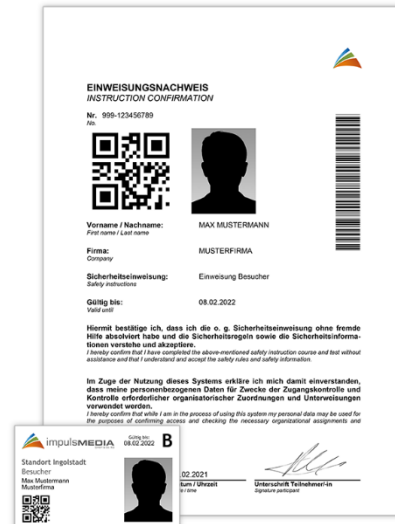 EINWEISUNGSNACHWEIS
INSTRUCTION CONFIRMATION
Nr. 999-123456789
No.
Vorname / Nachname: MAX MUSTERMANN
First name / Last name
Firma: MUSTERFIRMA
Company
Sicherheitseinweisung: Einweisung Besucher
Safety instructions
Gültig bis: 08.02.2022
Valid until
Hiermit bestätige ich, dass ich die o. g. Sicherheitseinweisung ohne fremde
Hilfe absolviert habe und die Sicherheitsregeln sowie die Sicherheitsinforma-
tionen verstehe und akzeptiere.
I hereby confirm that I have completed the above-mentioned safety instruction course and test without
assistance and that I understand and accept the safety rules and safety information.
Im Zuge der Nutzung dieses Systems erkläre ich mich damit einverstanden,
dass meine personenbezogenen Daten für Zwecke der Zugangskontrolle und
Kontrolle erforderlicher organisatorischer Zuordnungen und Unterweisungen
verwendet werden.
I hereby confirm that while I am in the process of using this system my personal data may be used for
the purposes of confirming access and checking the necessary organizational assignments and
.02.2021
tum / Uhrzeit Unterschrift Teilnehmer/-in
e / time Signature participant
impulsMEDIA Gültig bis: 08.02.2022 B
Standort Ingolstadt
Besucher
Max Mustermann
Musterfirma